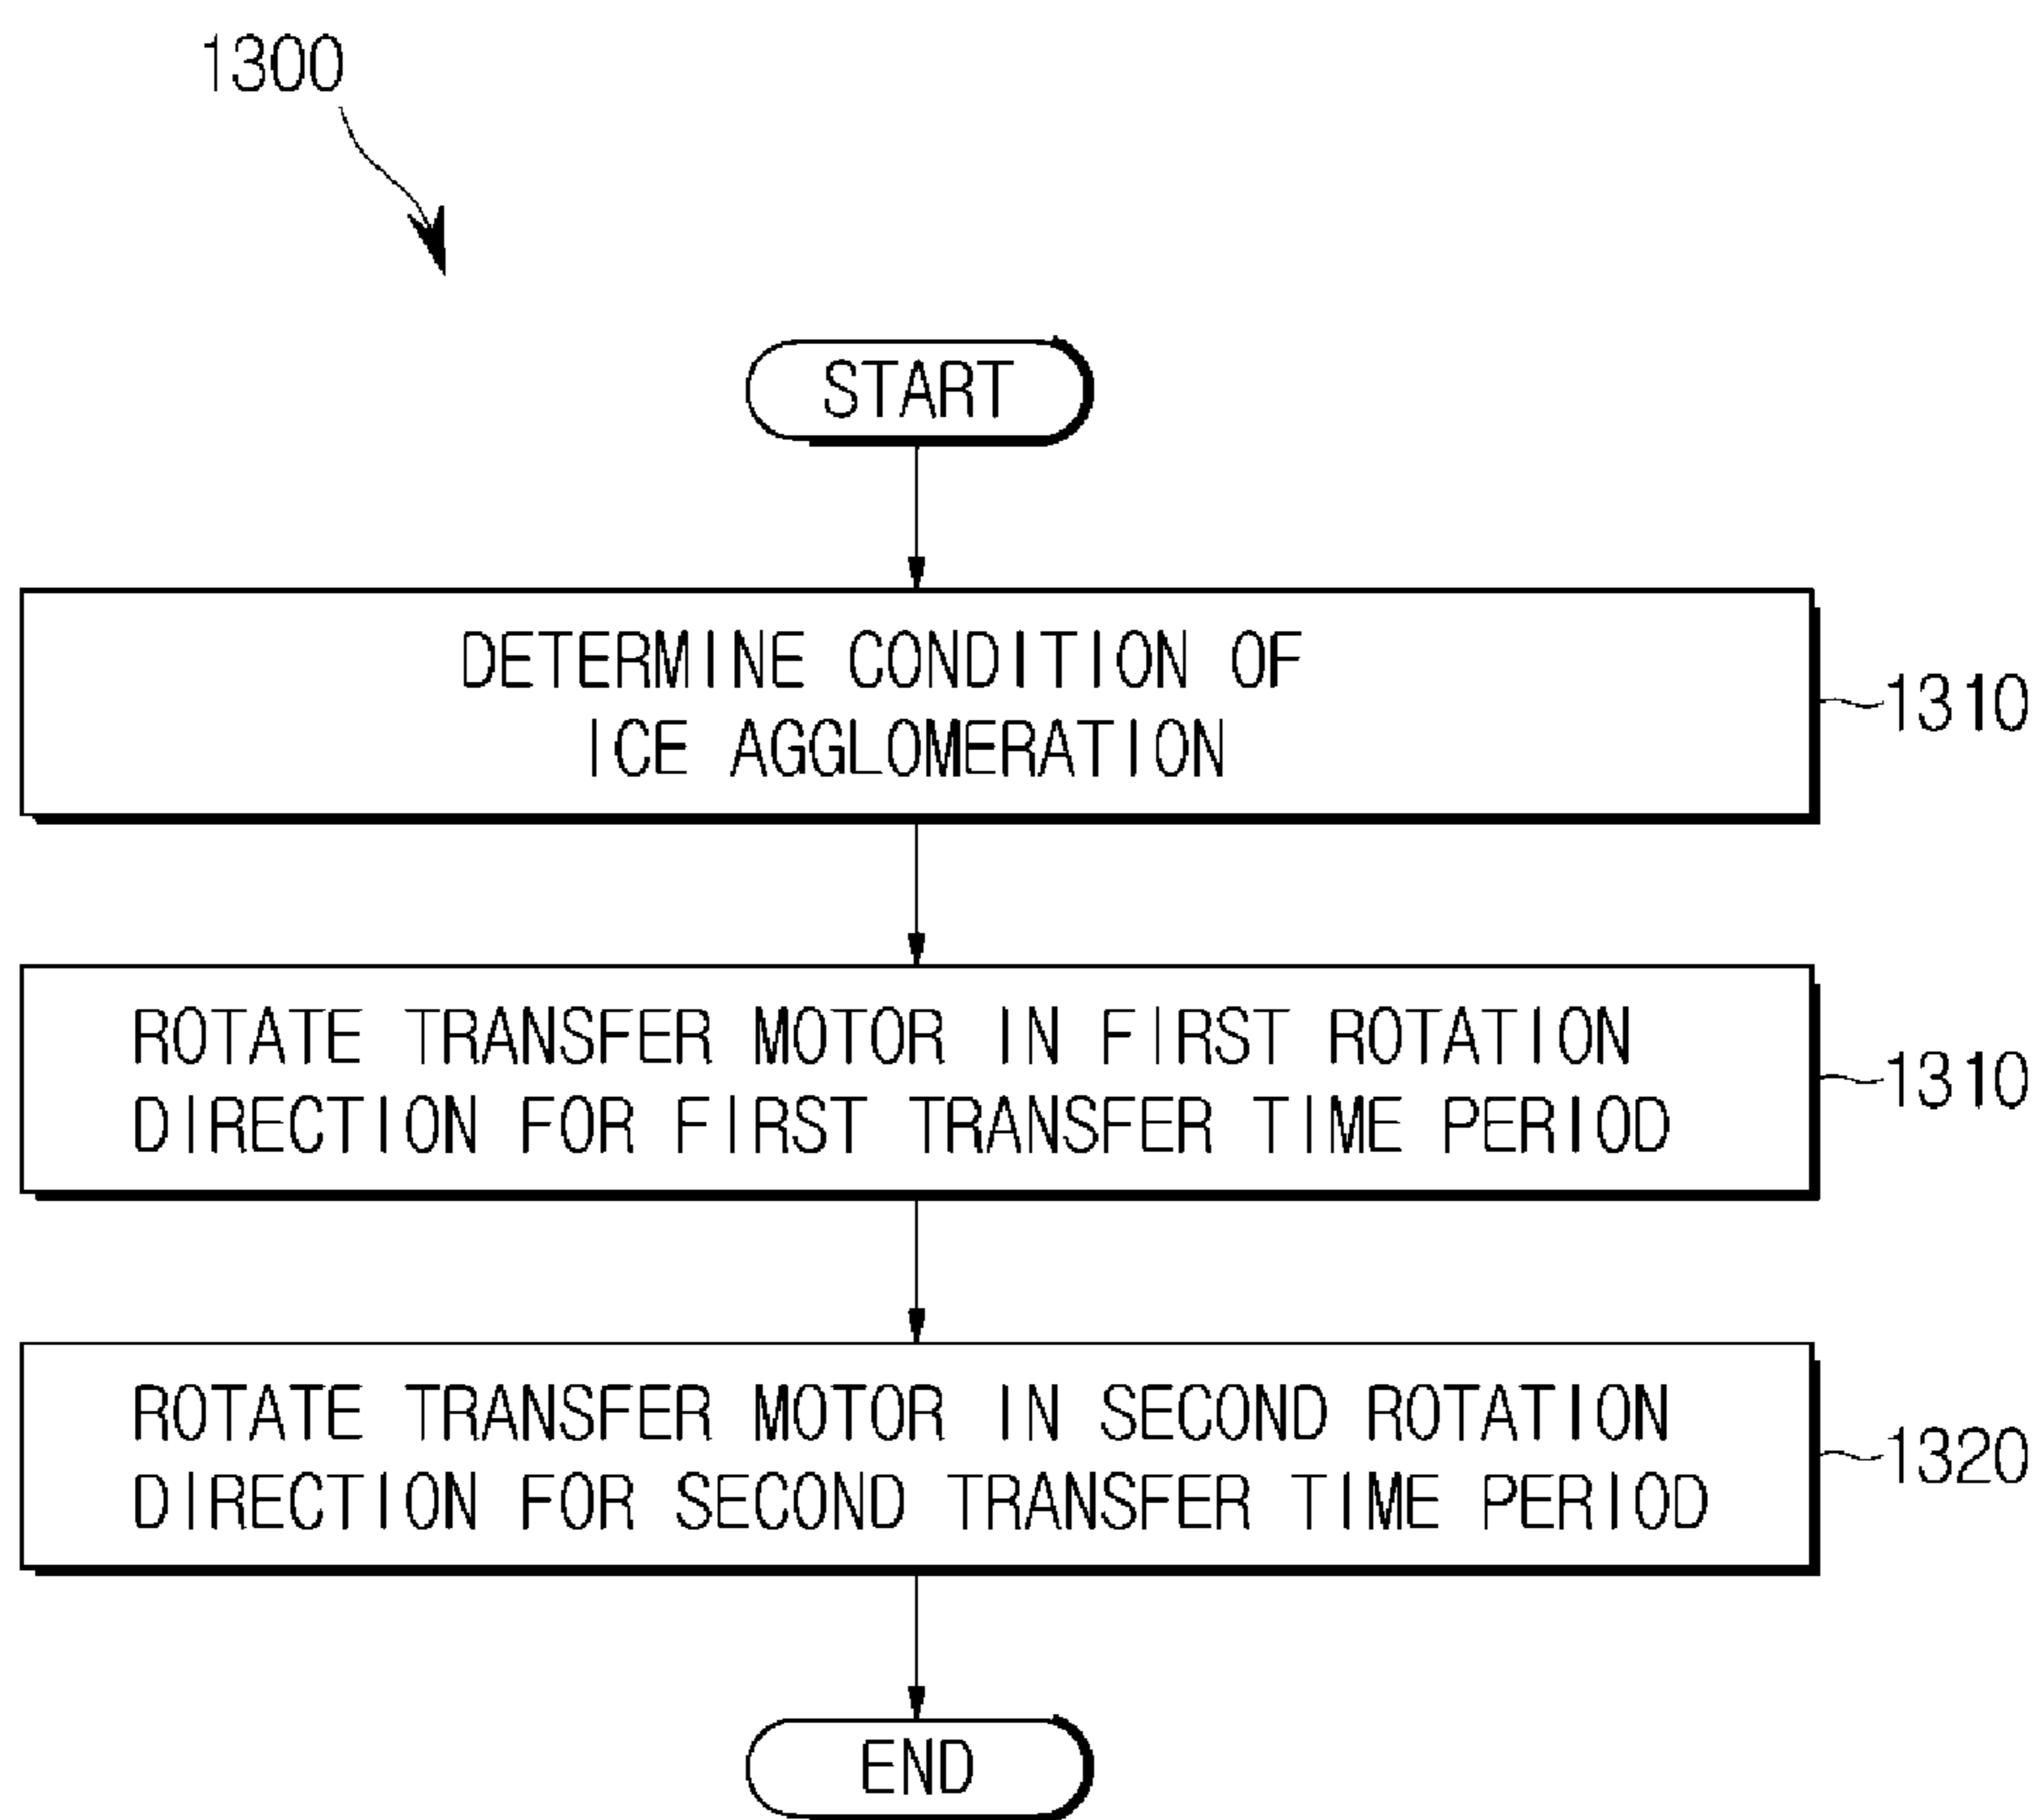 1300
START
DETERMINE CONDITION OF
ICE AGGLOMERATION
1310
ROTATE TRANSFER MOTOR IN FIRST ROTATION
DIRECTION FOR FIRST TRANSFER TIME PERIOD
1310
ROTATE TRANSFER MOTOR IN SECOND ROTATION
DIRECTION FOR SECOND TRANSFER TIME PERIOD
1320
END